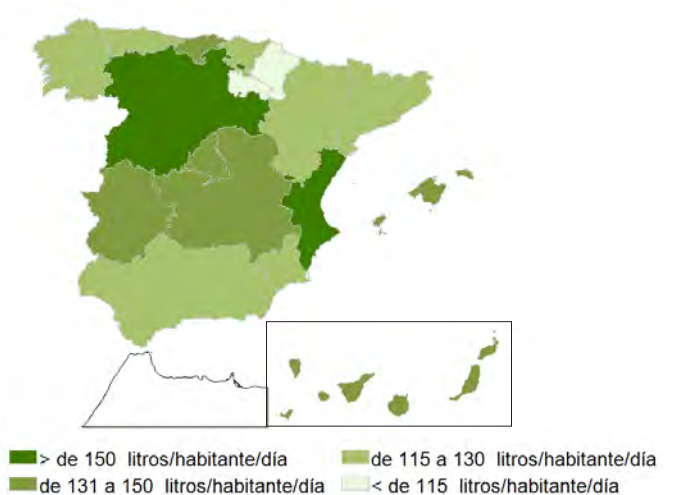 > de 150 litros/habitante/día
de 115 a 130 litros/habitante/día
de 131 a 150 litros/habitante/día
< de 115 litros/habitante/día